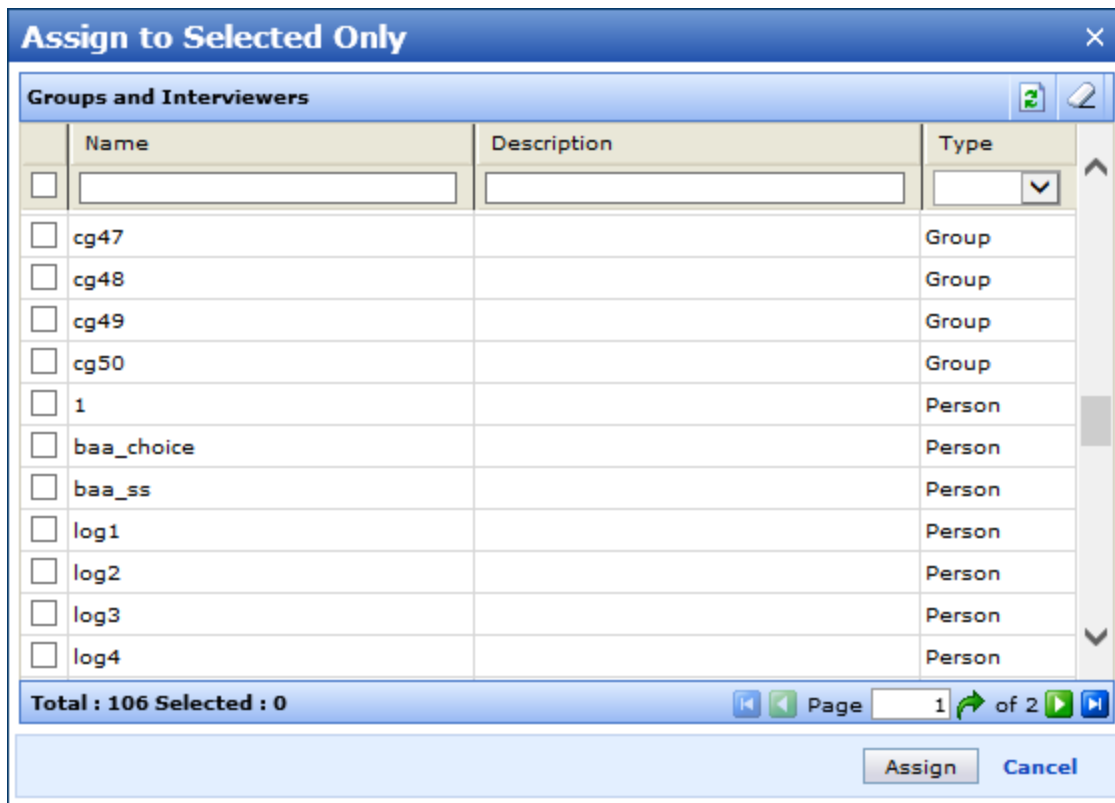 Assign to Selected Only
Groups and Interviewers
Name Description Type
cg47 Group
cg48 Group
cg49 Group
cg50 Group
1 Person
baa_choice Person
baa_ss Person
log1 Person
log2 Person
log3 Person
log4 Person
Total : 106 Selected : 0 Page 1 of 2
Assign Cancel